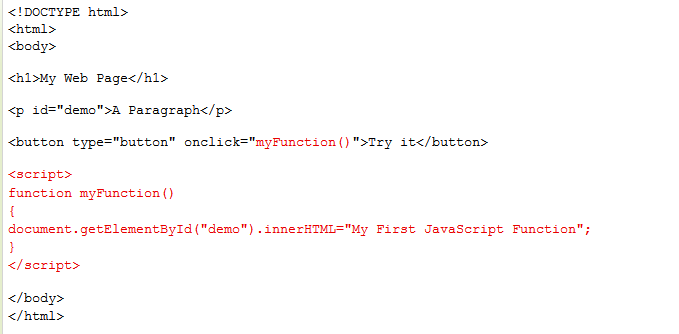 <!DOCTYPE html>
<html>
<body>
<h1>My Web Page</h1>
<p id="demo">A Paragraph</p>
<button type="button" onclick="myFunction()">Try it</button>
<script>
function myFunction()
{
document.getElementById("demo").innerHTML="My First JavaScript Function";
}
</script>
</body>
</html>